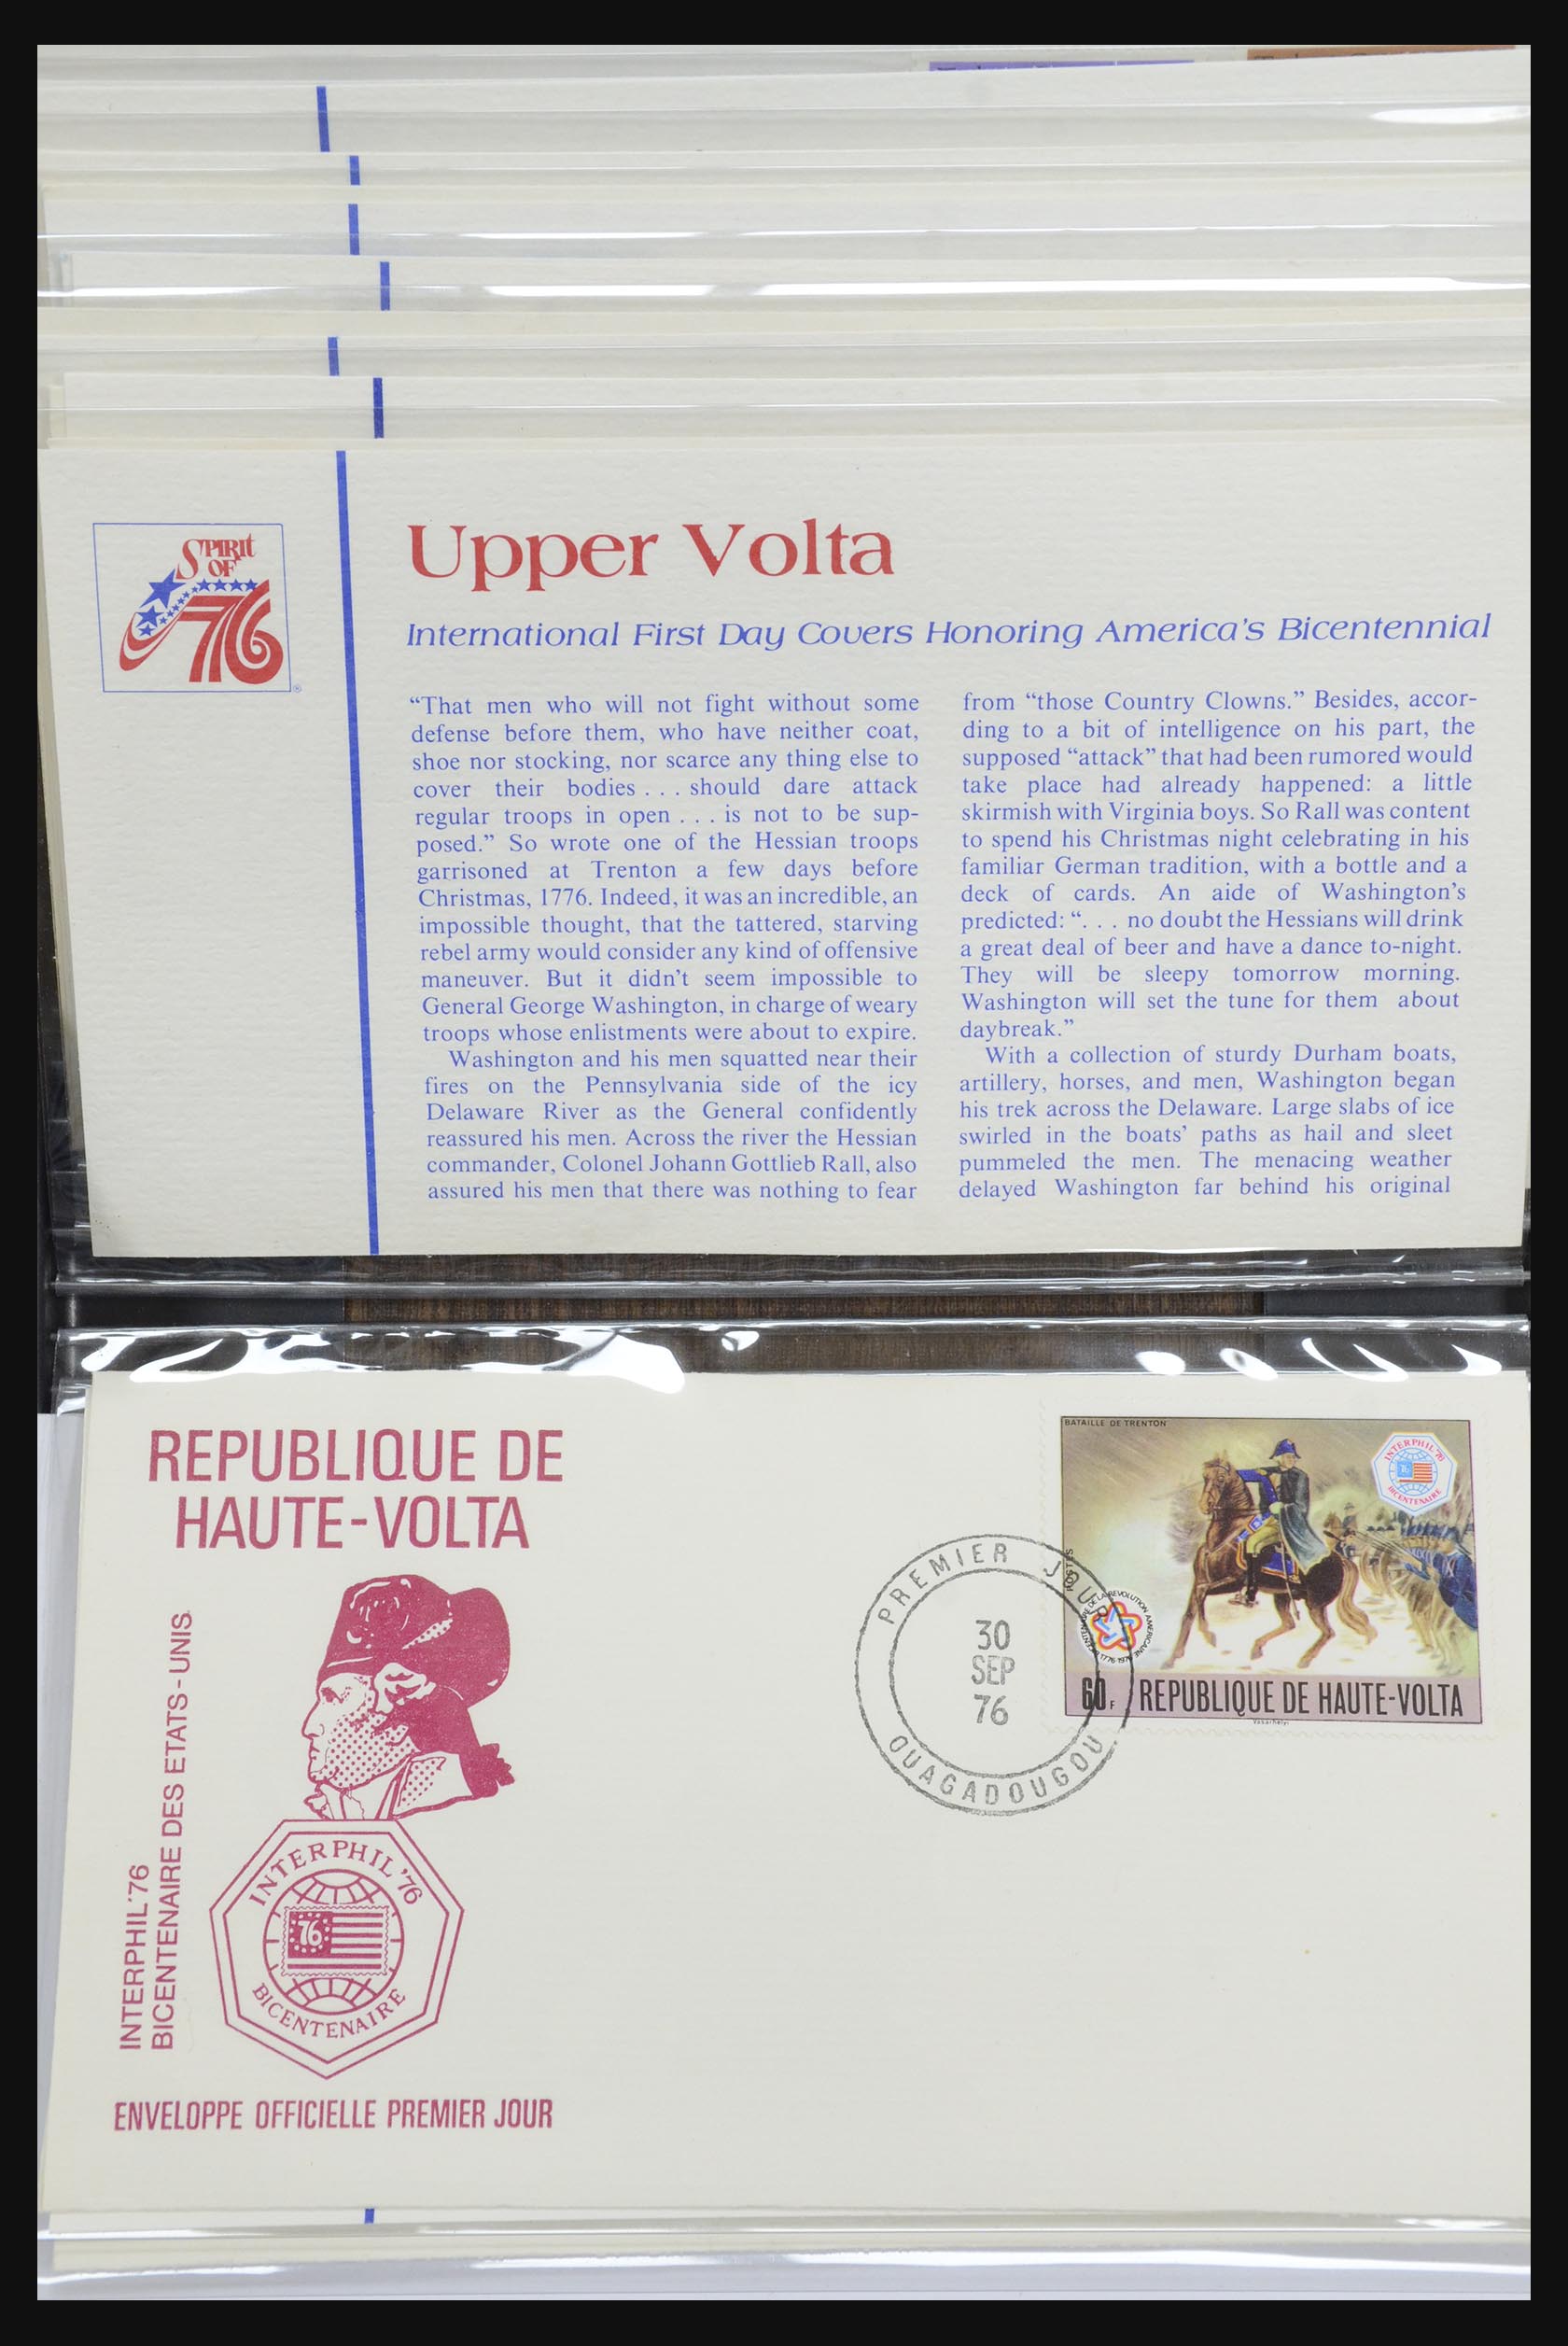 SPIRIT
OF
76
Upper Volta
International First Day Covers Honoring America's Bicentennial
“That men who will not fight without some
defense before them, who have neither coat,
shoe nor stocking, nor scarce any thing else to
cover their bodies . . . should dare attack
regular troops in open . . . is not to be sup-
posed.” So wrote one of the Hessian troops
garrisoned at Trenton a few days before
Christmas, 1776. Indeed, it was an incredible, an
impossible thought, that the tattered, starving
rebel army would consider any kind of offensive
maneuver. But it didn't seem impossible to
General George Washington, in charge of weary
troops whose enlistments were about to expire.
Washington and his men squatted near their
fires on the Pennsylvania side of the icy
Delaware River as the General confidently
reassured his men. Across the river the Hessian
commander, Colonel Johann Gottlieb Rall, also
assured his men that there was nothing to fear
from “those Country Clowns.” Besides, accor-
ding to a bit of intelligence on his part, the
supposed “attack” that had been rumored would
take place had already happened: a little
skirmish with Virginia boys. So Rall was content
to spend his Christmas night celebrating in his
familiar German tradition, with a bottle and a
deck of cards. An aide of Washington's
predicted: “. . . no doubt the Hessians will drink
a great deal of beer and have a dance to-night.
They will be sleepy tomorrow morning.
Washington will set the tune for them about
daybreak.”
With a collection of sturdy Durham boats,
artillery, horses, and men, Washington began
his trek across the Delaware. Large slabs of ice
swirled in the boats' paths as hail and sleet
pummeled the men. The menacing weather
delayed Washington far behind his original
REPUBLIQUE DE
HAUTE-VOLTA
INTERPHIL'76
BICENTENAIRE DES ETATS-UNIS
INTERPHIL '76
76
BICENTENAIRE
ENVELOPPE OFFICIELLE PREMIER JOUR
PREMIER JOUR
30
SEP
76
OUAGADOUGOU
BATAILLE DE TRENTON
INTERPHIL'76
BICENTENAIRE
POSTES
BICENTENAIRE DE LA REVOLUTION AMERICAINE
1776-1976
60F REPUBLIQUE DE HAUTE-VOLTA